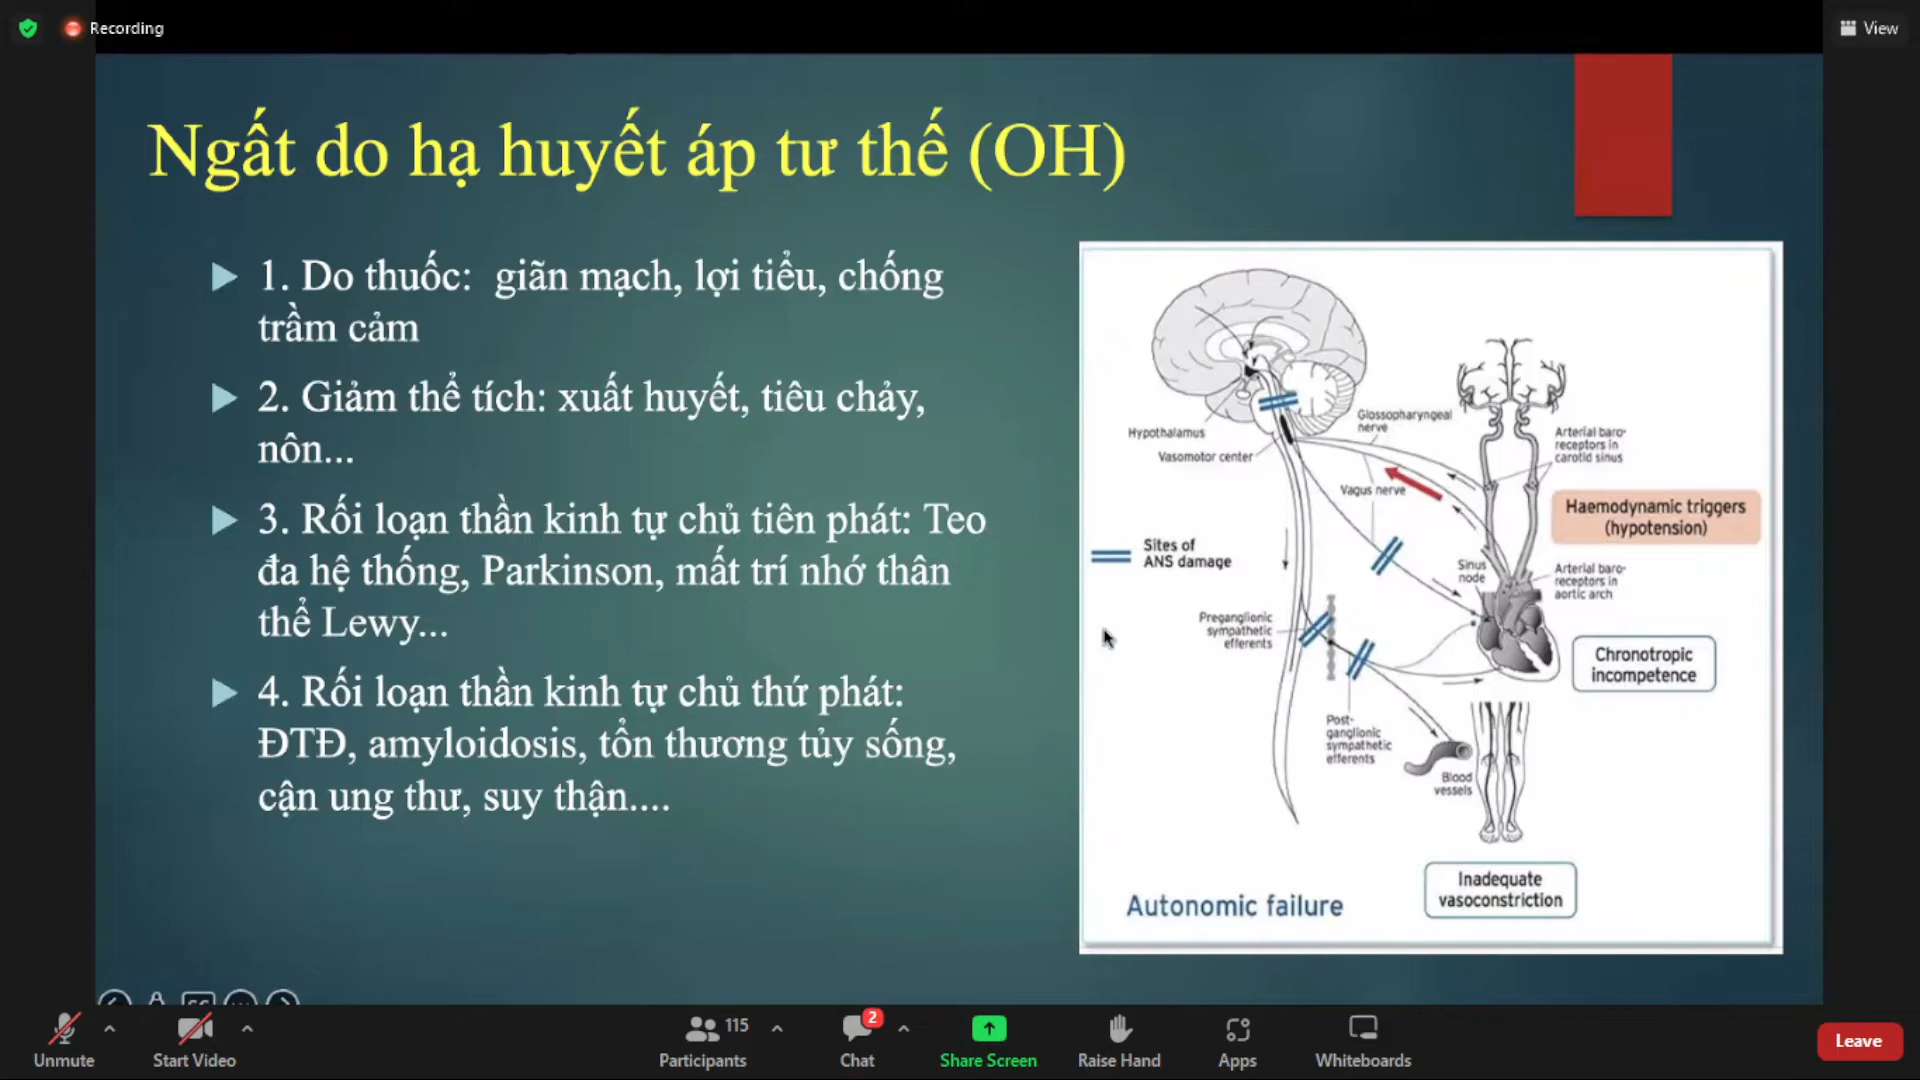 Recording
View
Ngất do hạ huyết áp tư thế (OH)
1. Do thuốc: giãn mạch, lợi tiểu, chống
trầm cảm
2. Giảm thể tích: xuất huyết, tiêu chảy,
nôn...
3. Rối loạn thần kinh tự chủ tiên phát: Teo
đa hệ thống, Parkinson, mất trí nhớ thân
thể Lewy...
4. Rối loạn thần kinh tự chủ thứ phát:
ĐTĐ, amyloidosis, tổn thương tủy sống,
cận ung thư, suy thận....
Hypothalamus
Vasomotor center
Glossopharyngeal
nerve
Vagus nerve
Arterial baro-
receptors in
carotid sinus
Haemodynamic triggers
(hypotension)
Sites of
ANS damage
Sinus
node
Arterial baro-
receptors in
aortic arch
Preganglionic
sympathetic
efferents
Chronotropic
incompetence
Post-
ganglionic
sympathetic
efferents
Blood
vessels
Inadequate
vasoconstriction
Autonomic failure
Unmute
Start Video
115
Participants
2
Chat
Share Screen
Raise Hand
Apps
Whiteboards
Leave